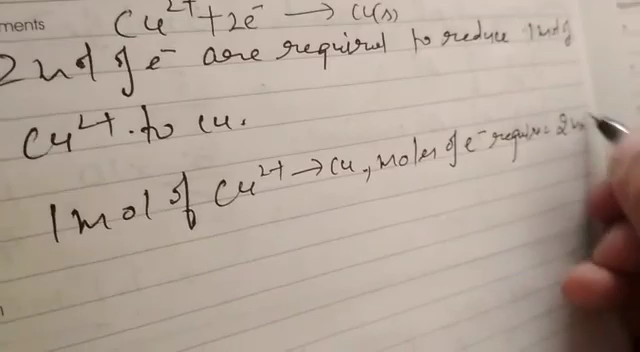 ments
Cu²⁺ + 2e⁻ → Cu(s)
2 mol of e⁻ are required to reduce 1 mol of
Cu²⁺ to Cu.
1 mol of Cu²⁺ → Cu, moles of e⁻ require = 2 m